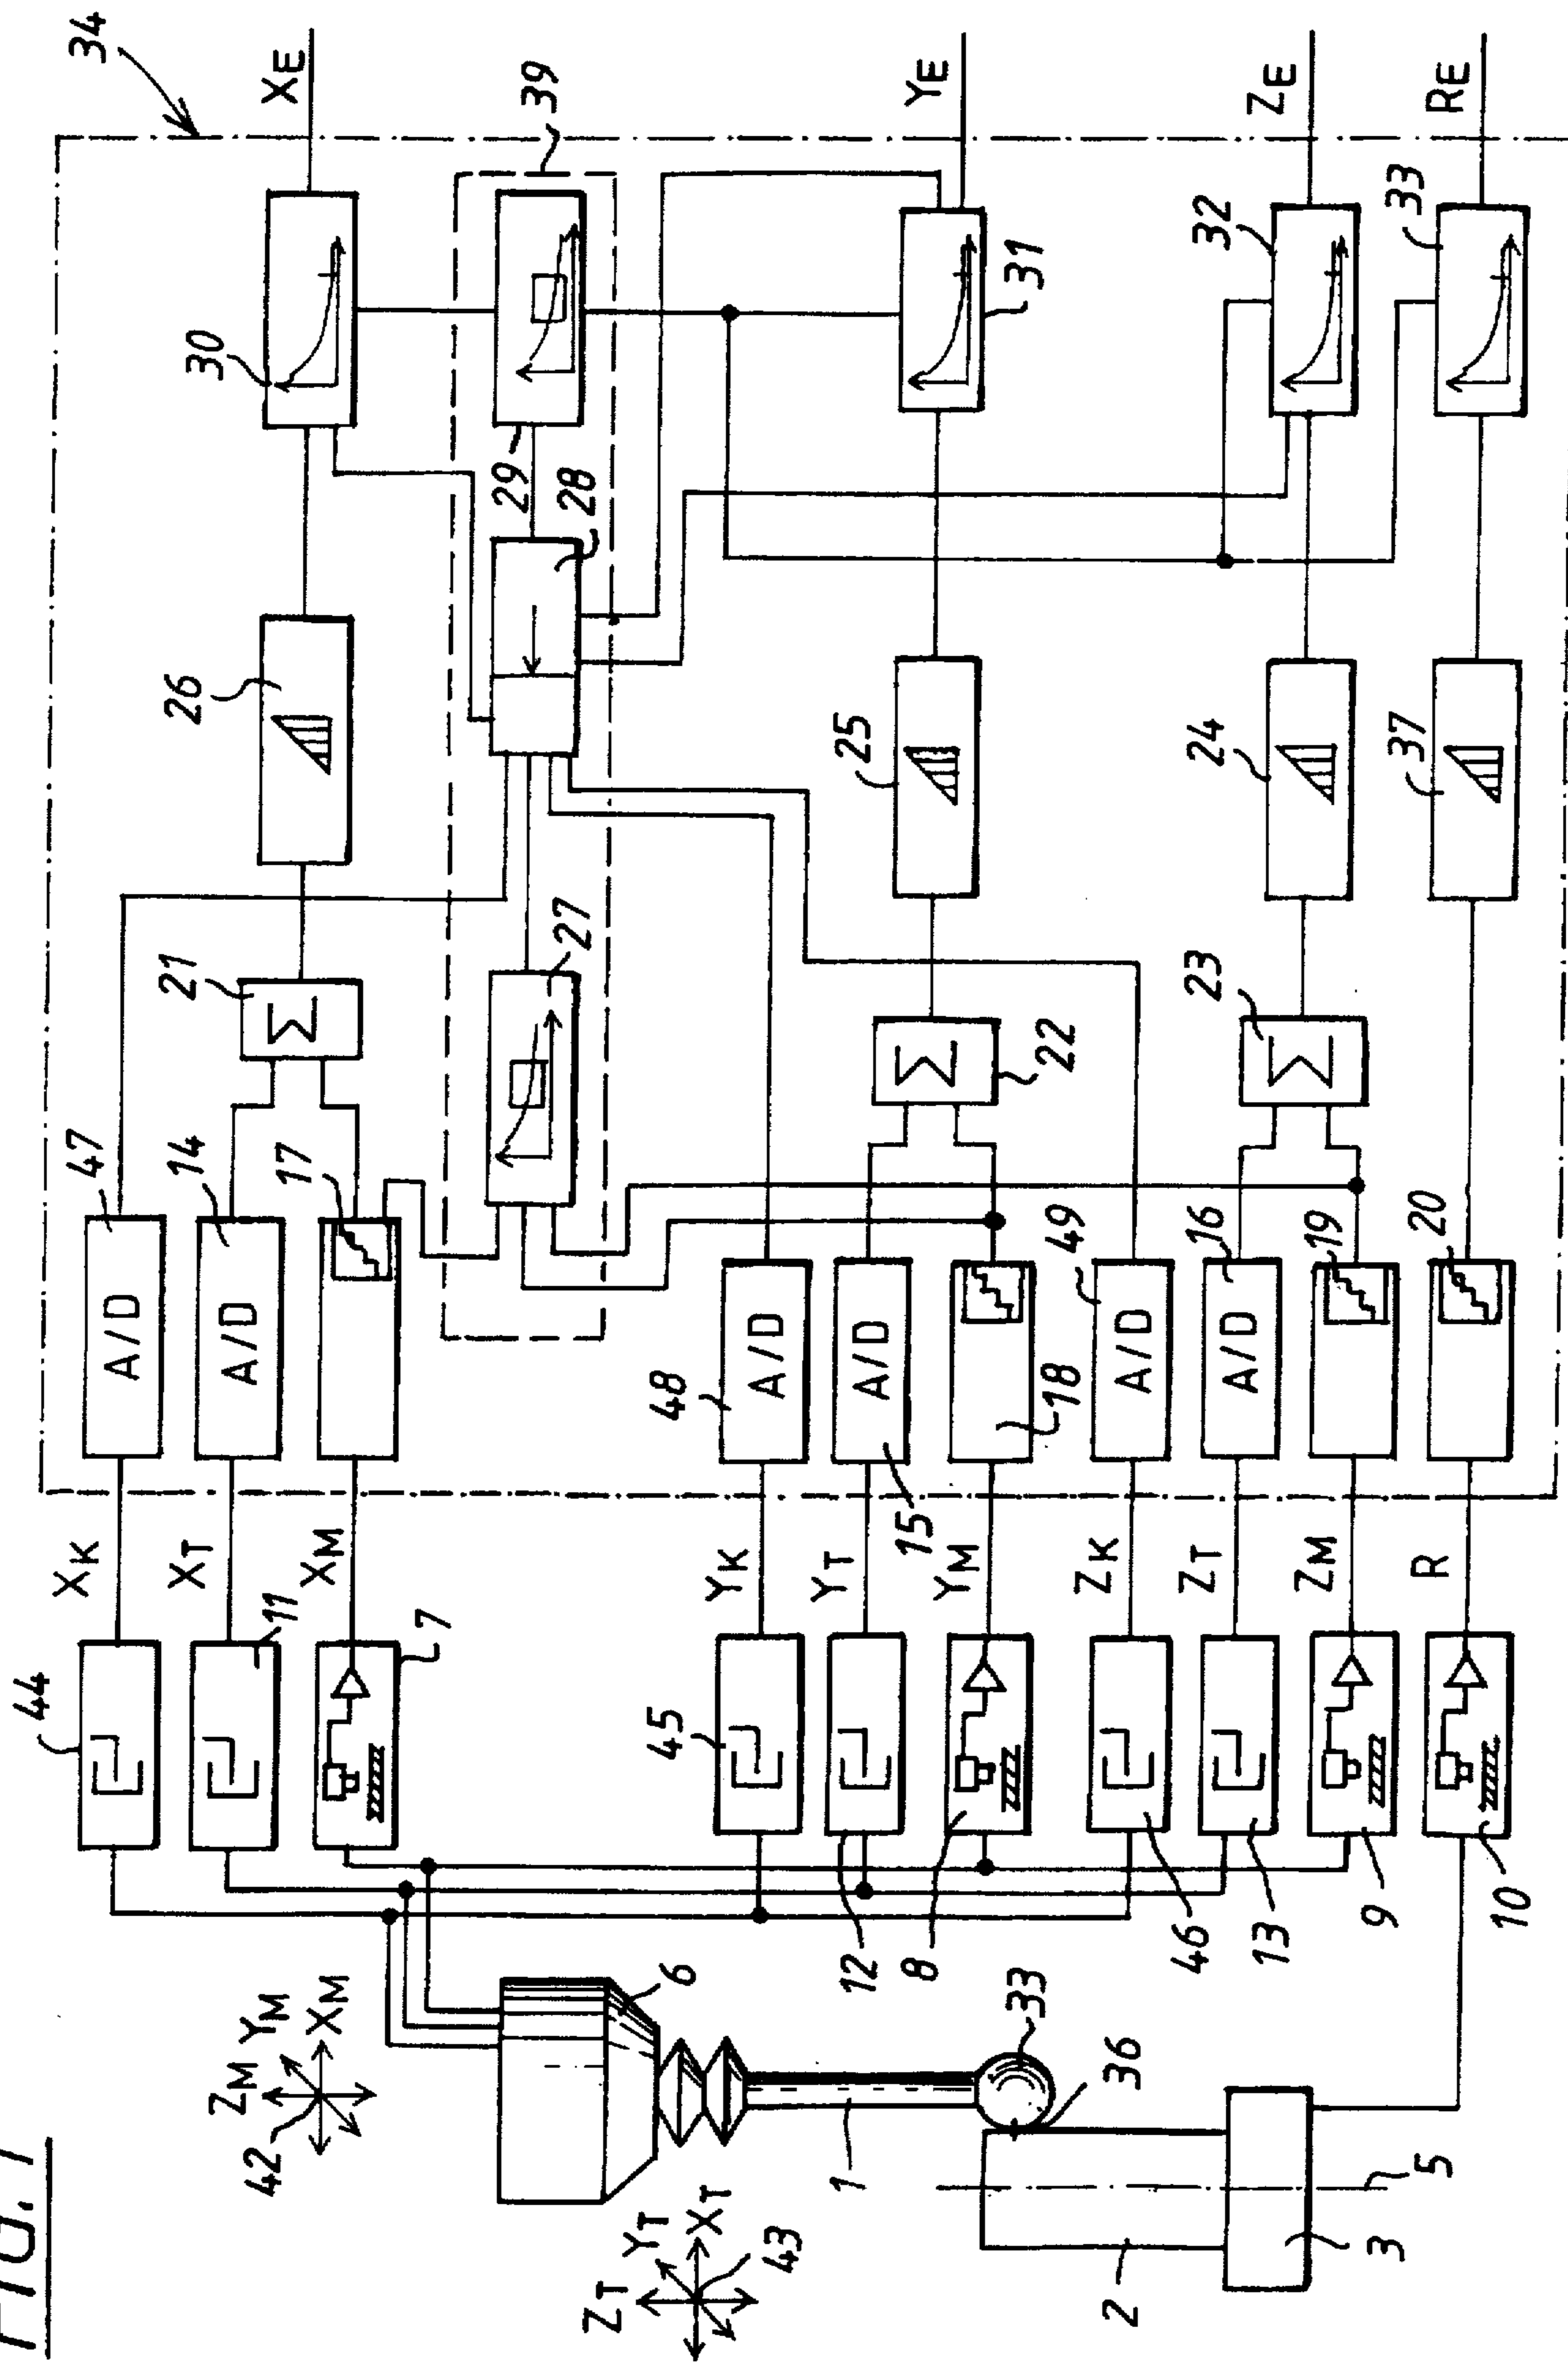 FIG. 1
34
XE
YE
ZE
RE
39
30
29
28
31
32
33
26
25
24
37
21
27
22
23
47
14
17
48
15
18
49
16
19
20
A/D
A/D
A/D
A/D
A/D
A/D
XK
XT
XM
YK
YT
YM
ZK
ZT
ZM
R
44
11
7
45
12
8
46
13
9
10
ZM
YM
XM
42
6
ZT
YT
XT
43
1
33
36
2
3
5